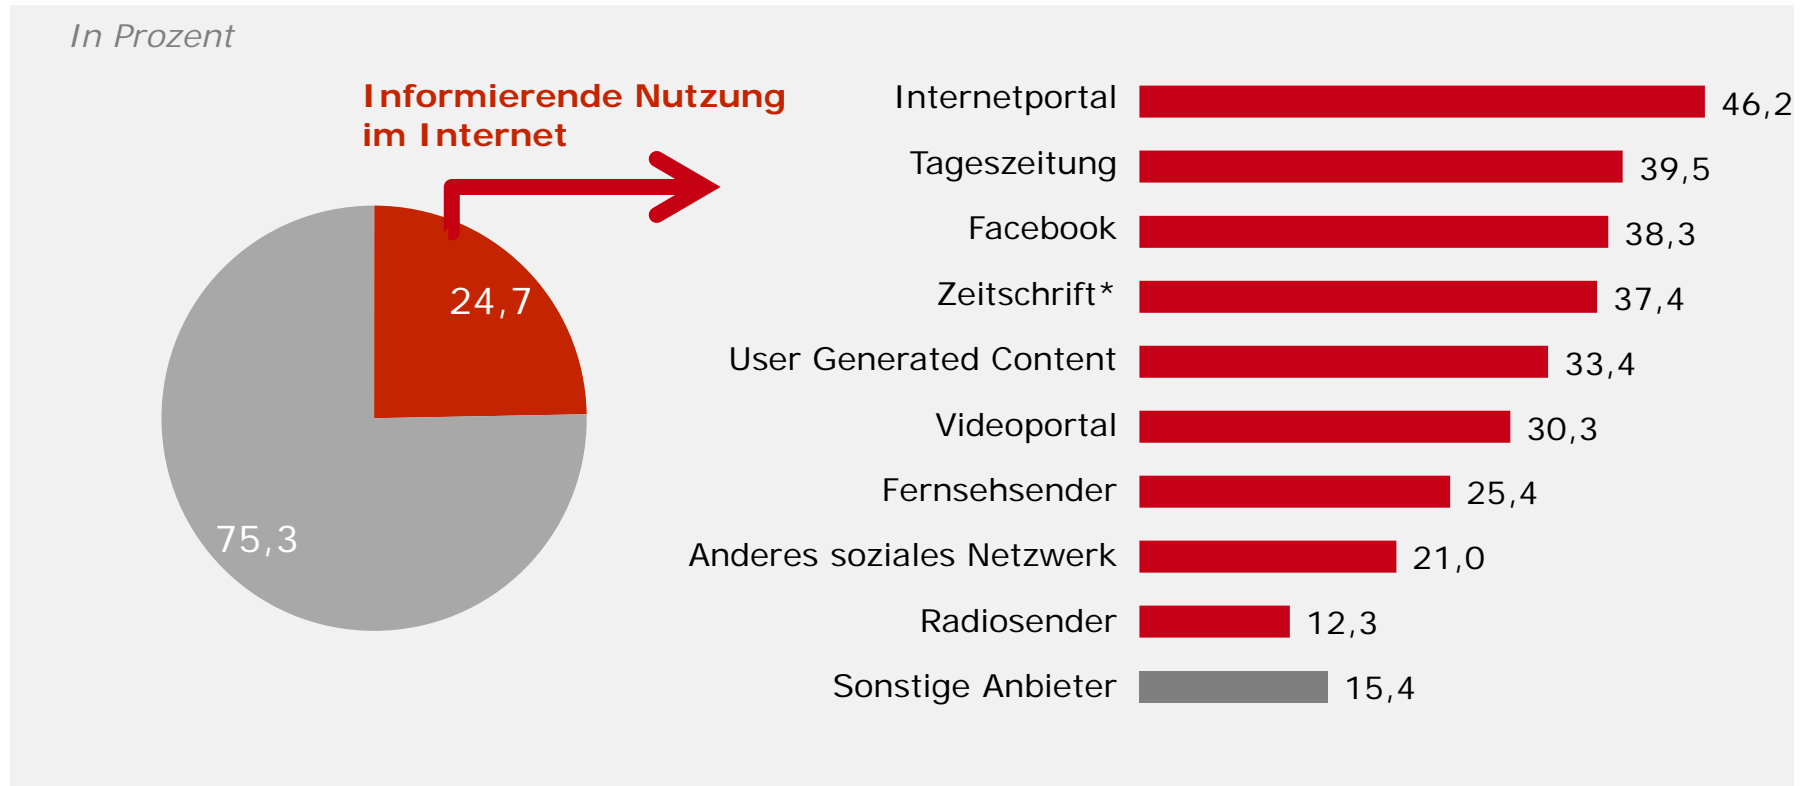 In Prozent
Informierende Nutzung
im Internet
24,7
75,3
Internetportal 46,2
Tageszeitung 39,5
Facebook 38,3
Zeitschrift* 37,4
User Generated Content 33,4
Videoportal 30,3
Fernsehsender 25,4
Anderes soziales Netzwerk 21,0
Radiosender 12,3
Sonstige Anbieter 15,4